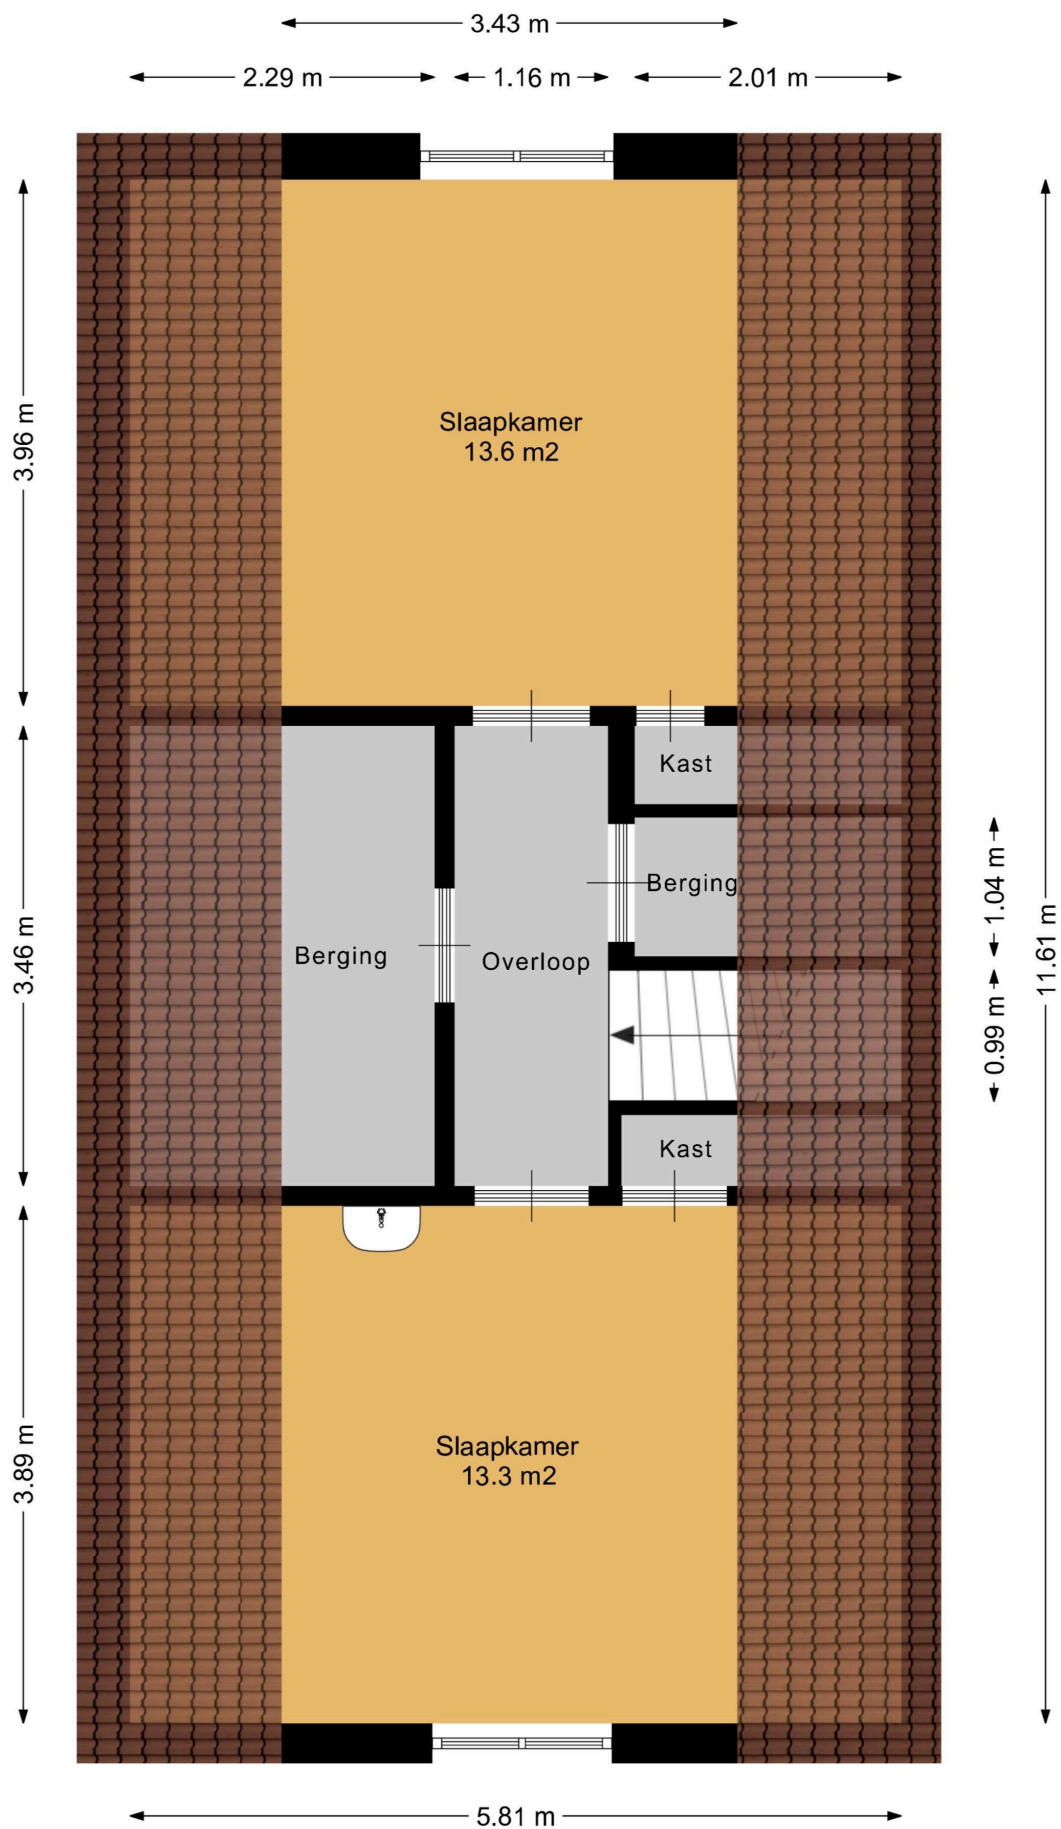 3.43 m
2.29 m
1.16 m
2.01 m
Slaapkamer
13.6 m2
3.96 m
Kast
Berging
1.04 m
Berging
Overloop
3.46 m
11.61 m
0.99 m
Kast
Slaapkamer
13.3 m2
3.89 m
5.81 m